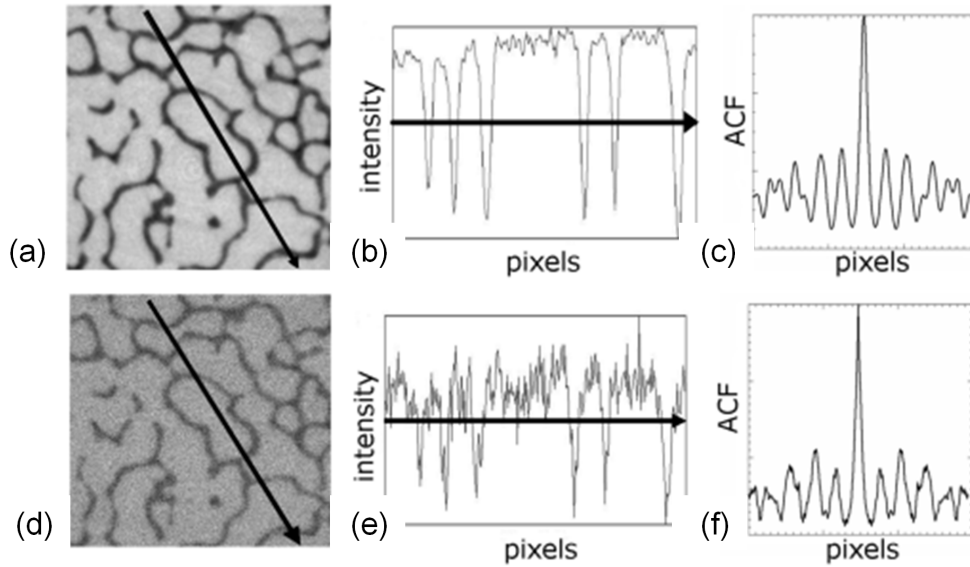 (a)
intensity
pixels
(b)
ACF
pixels
(c)
(d)
intensity
pixels
(e)
ACF
pixels
(f)